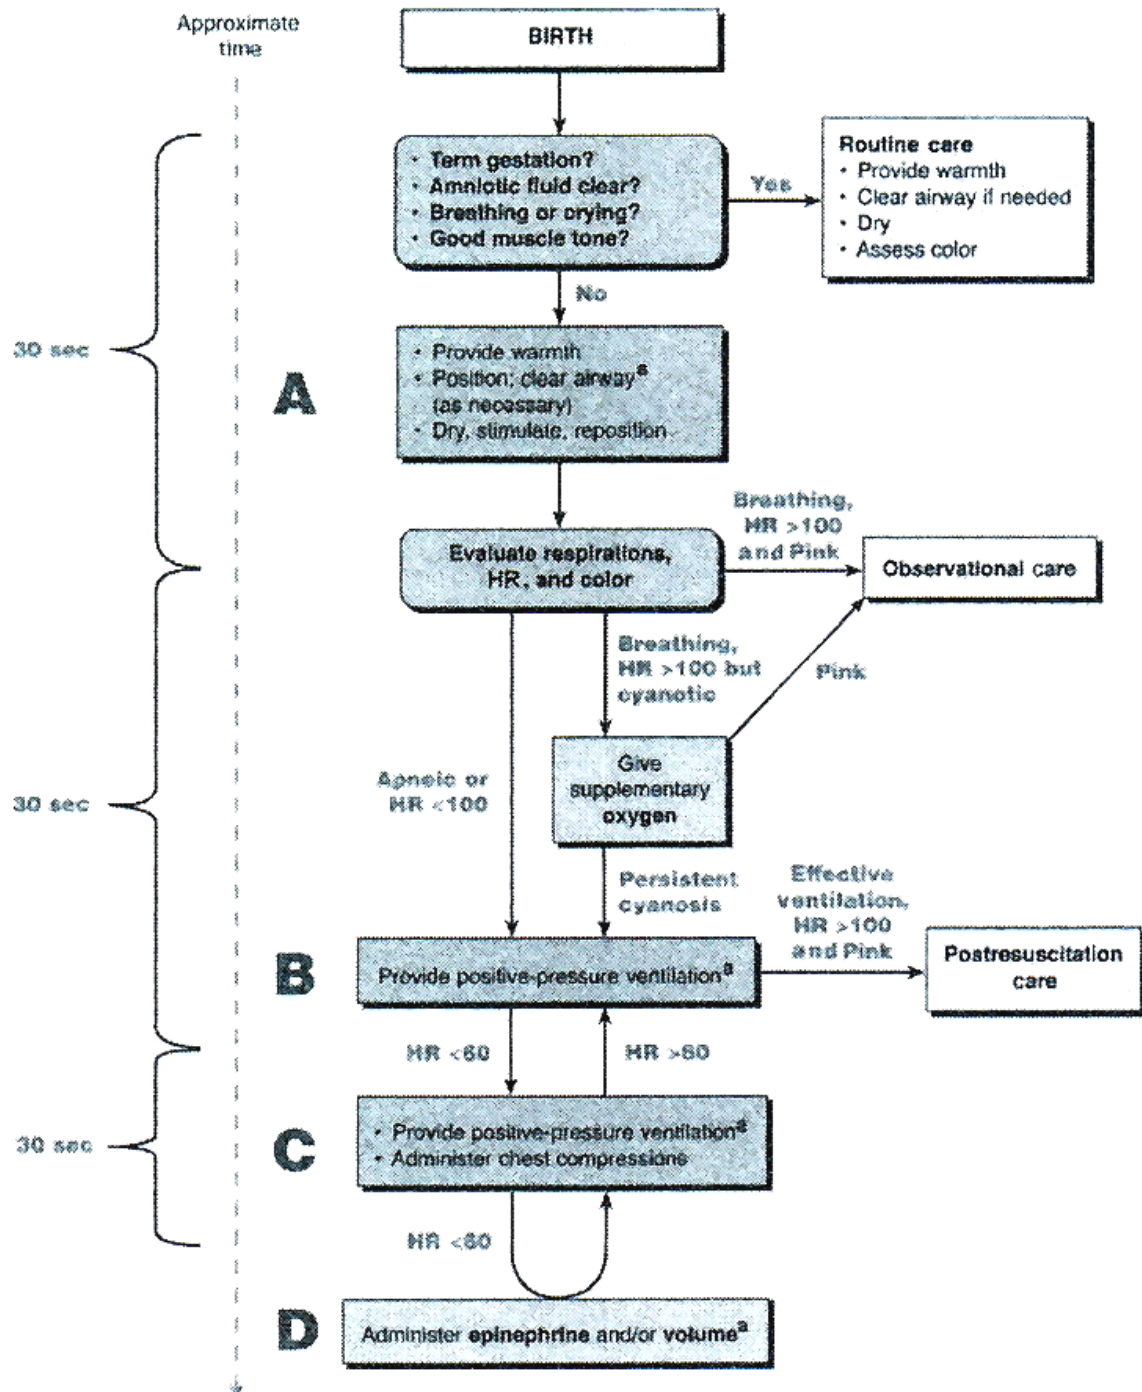 Approximate
time
BIRTH
• Term gestation?
• Amniotic fluid clear?
• Breathing or crying?
• Good muscle tone?
Yes
Routine care
• Provide warmth
• Clear airway if needed
• Dry
• Assess color
No
30 sec
A
• Provide warmth
• Position; clear airwayᵃ
(as necessary)
• Dry, stimulate, reposition
Evaluate respirations,
HR, and color
Breathing,
HR >100
and Pink
Observational care
Breathing,
HR >100 but
cyanotic
Pink
Apneic or
HR <100
Give
supplementary
oxygen
30 sec
Persistent
cyanosis
Effective
ventilation,
HR >100
and Pink
B
Provide positive-pressure ventilationᵃ
Postresuscitation
care
HR <60
HR >60
30 sec
C
• Provide positive-pressure ventilationᵃ
• Administer chest compressions
HR <60
D
Administer epinephrine and/or volumeᵃ